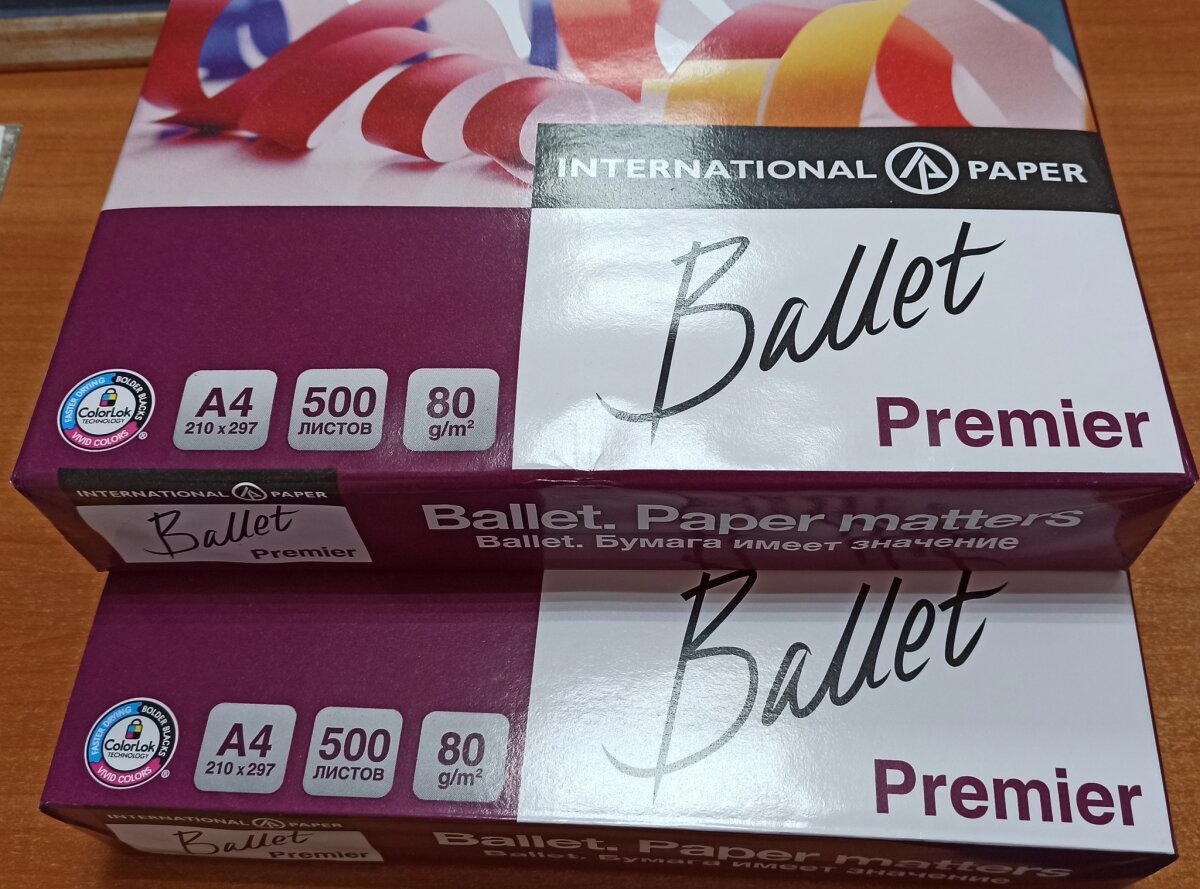 INTERNATIONAL PAPER
Ballet
Premier
FASTER DRYING
BOLDER BLACKS
ColorLok
TECHNOLOGY
VIVID COLORS
®
A4
210 x 297
500
ЛИСТОВ
80
g/m²
INTERNATIONAL PAPER
Ballet
Premier
Ballet. Paper matters
Ballet. Бумага имеет значение
Ballet
Premier
FASTER DRYING
BOLDER BLACKS
ColorLok
TECHNOLOGY
VIVID COLORS
®
A4
210 x 297
500
ЛИСТОВ
80
g/m²
INTERNATIONAL PAPER
Ballet
Premier
Ballet. Paper matters
Ballet. Бумага имеет значение